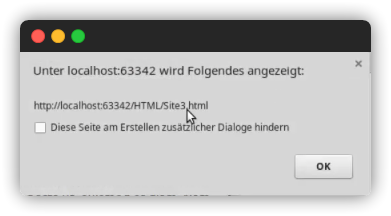 Unter localhost:63342 wird Folgendes angezeigt:
http://localhost:63342/HTML/Site3.html
Diese Seite am Erstellen zusätzlicher Dialoge hindern
OK